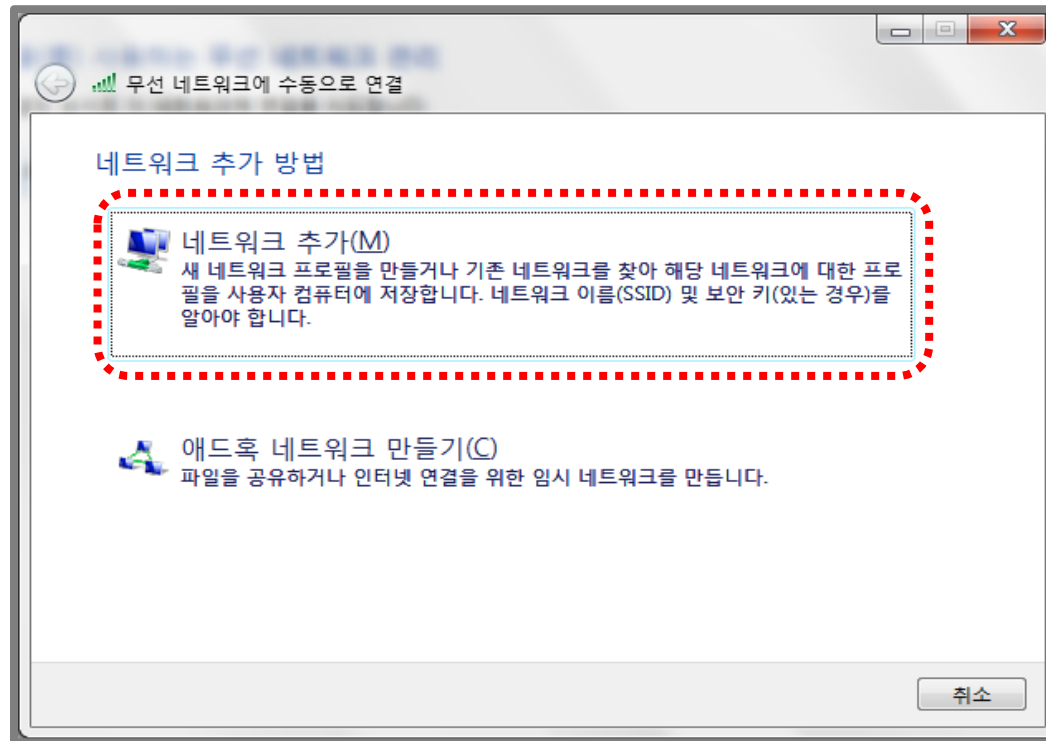 무선 네트워크에 수동으로 연결
네트워크 추가 방법
네트워크 추가(M)
새 네트워크 프로필을 만들거나 기존 네트워크를 찾아 해당 네트워크에 대한 프로
필을 사용자 컴퓨터에 저장합니다. 네트워크 이름(SSID) 및 보안 키(있는 경우)를
알아야 합니다.
애드혹 네트워크 만들기(C)
파일을 공유하거나 인터넷 연결을 위한 임시 네트워크를 만듭니다.
취소